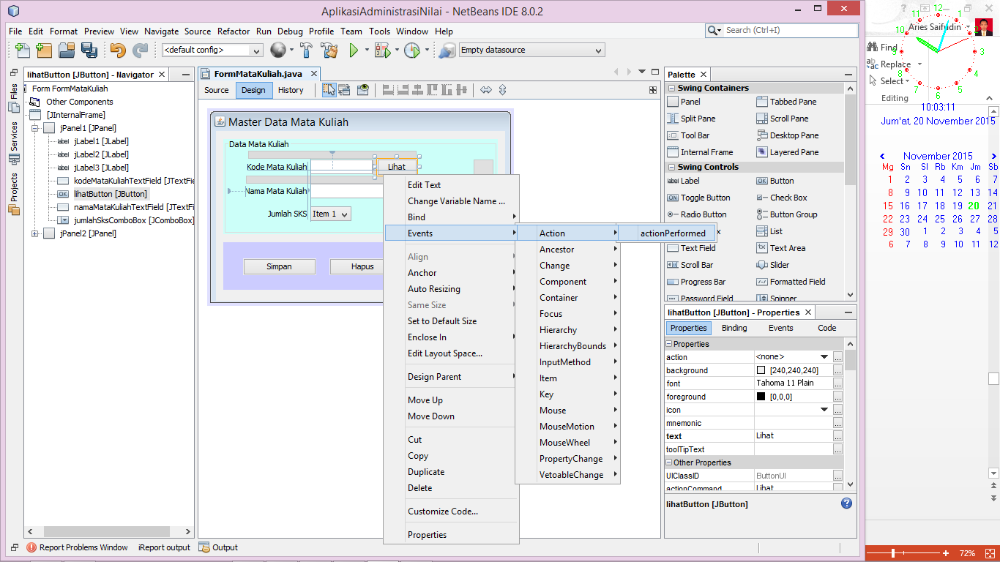 AplikasiAdministrasiNilai - NetBeans IDE 8.0.2
File Edit Format Preview View Navigate Source Refactor Run Debug Profile Team Tools Window Help
Search (Ctrl+I)
<default config>
Empty datasource
Files
Services
Projects
lihatButton [JButton] - Navigator
Form FormMataKuliah
Other Components
[JInternalFrame]
jPanel1 [JPanel]
jLabel1 [JLabel]
jLabel2 [JLabel]
jLabel3 [JLabel]
kodeMataKuliahTextField [JTextFie
lihatButton [JButton]
namaMataKuliahTextField [JTextFi
jumlahSksComboBox [JComboBox]
jPanel2 [JPanel]
FormMataKuliah.java
Source Design History
Master Data Mata Kuliah
Data Mata Kuliah
Kode Mata Kuliah
Lihat
Nama Mata Kuliah
Jumlah SKS
Item 1
Simpan
Hapus
Edit Text
Change Variable Name ...
Bind
Events
Align
Anchor
Auto Resizing
Same Size
Set to Default Size
Enclose In
Edit Layout Space...
Design Parent
Move Up
Move Down
Cut
Copy
Duplicate
Delete
Customize Code...
Properties
Action
Ancestor
Change
Component
Container
Focus
Hierarchy
HierarchyBounds
InputMethod
Item
Key
Mouse
MouseMotion
MouseWheel
PropertyChange
VetoableChange
actionPerformed
Palette
Swing Containers
Panel Tabbed Pane
Split Pane Scroll Pane
Tool Bar Desktop Pane
Internal Frame Layered Pane
Swing Controls
Label Button
Toggle Button Check Box
Radio Button Button Group
List
Text Field Text Area
Scroll Bar Slider
Progress Bar Formatted Field
Password Field Spinner
lihatButton [JButton] - Properties
Properties Binding Events Code
Properties
action <none>
background [240,240,240]
font Tahoma 11 Plain
foreground [0,0,0]
icon
mnemonic
text Lihat
toolTipText
Other Properties
UIClassID ButtonUI
actionCommand Lihat
lihatButton [JButton]
Report Problems Window iReport output Output
Aries Saifudin
Find
Replace
Select
Editing
12
1
2
3
4
5
6
7
8
9
10
11
10:03:11
Jum'at, 20 November 2015
November 2015
Mg Sn Sl Rb Km Jm Sb
1 2 3 4 5 6 7
8 9 10 11 12 13 14
15 16 17 18 19 20 21
22 23 24 25 26 27 28
29 30 1 2 3 4 5
6 7 8 9 10 11 12
72%